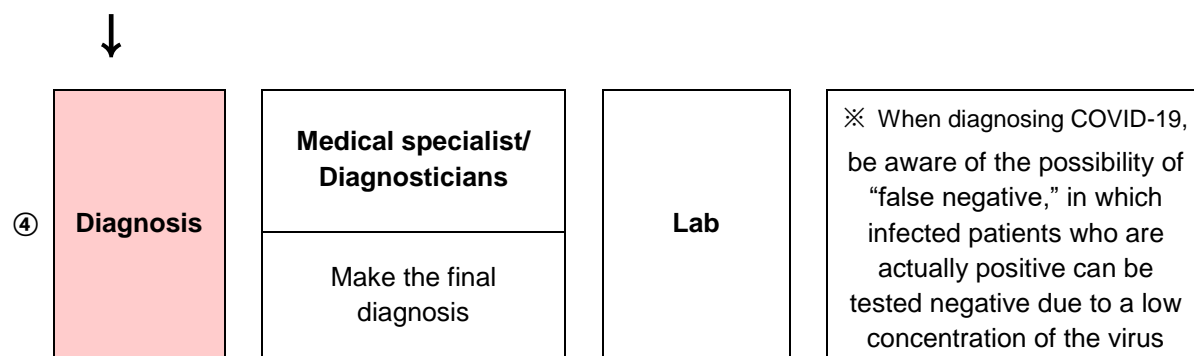 ↓
④
Diagnosis
Medical specialist/
Diagnosticians
Make the final
diagnosis
Lab
※ When diagnosing COVID-19,
be aware of the possibility of
“false negative,” in which
infected patients who are
actually positive can be
tested negative due to a low
concentration of the virus